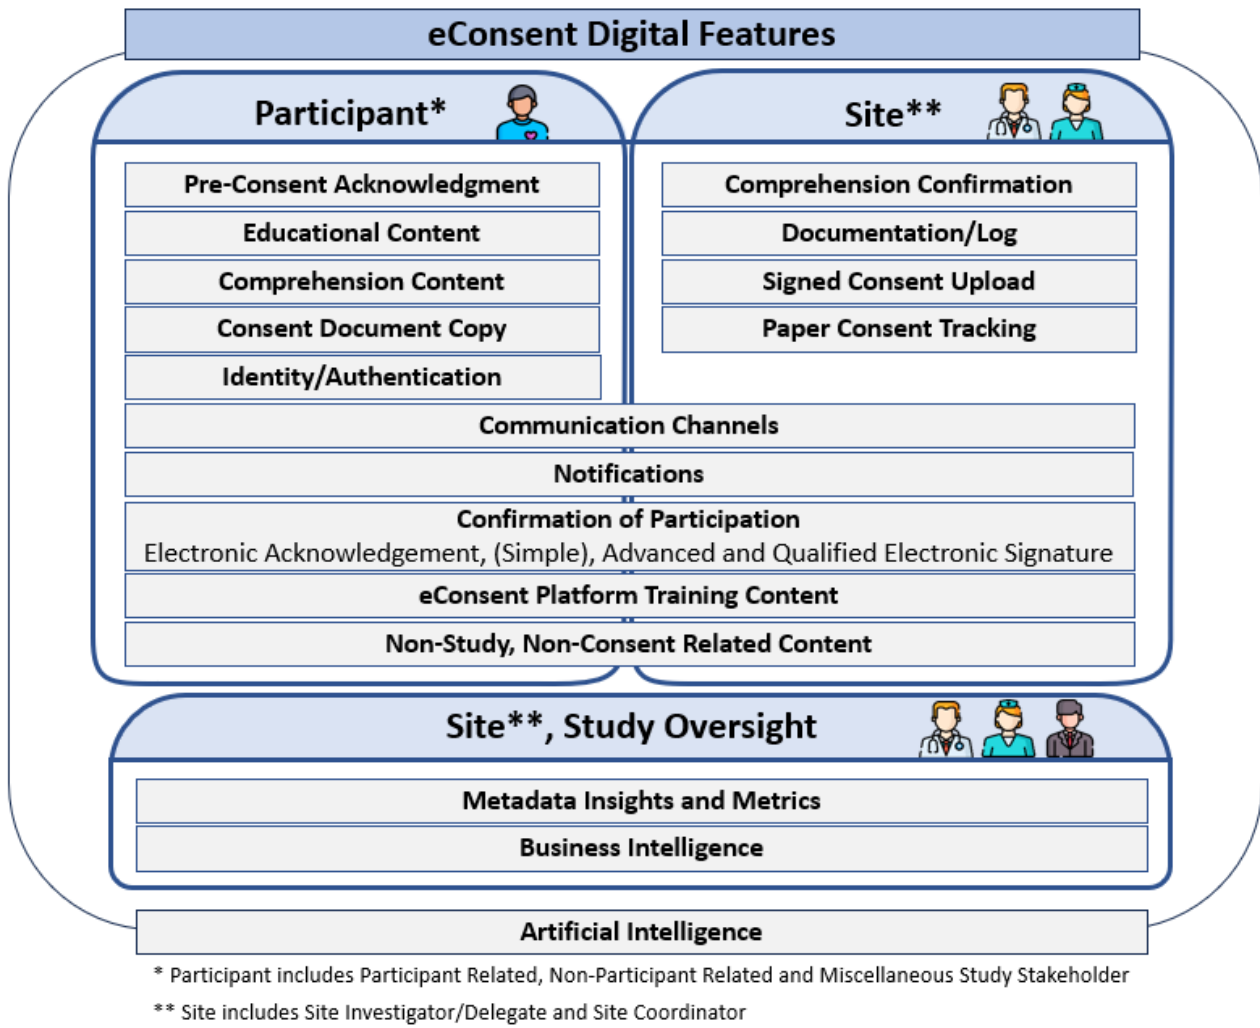 eConsent Digital Features
Participant*
Site**
Pre-Consent Acknowledgment
Educational Content
Comprehension Content
Consent Document Copy
Identity/Authentication
Comprehension Confirmation
Documentation/Log
Signed Consent Upload
Paper Consent Tracking
Communication Channels
Notifications
Confirmation of Participation
Electronic Acknowledgement, (Simple), Advanced and Qualified Electronic Signature
eConsent Platform Training Content
Non-Study, Non-Consent Related Content
Site**, Study Oversight
Metadata Insights and Metrics
Business Intelligence
Artificial Intelligence
* Participant includes Participant Related, Non-Participant Related and Miscellaneous Study Stakeholder
** Site includes Site Investigator/Delegate and Site Coordinator